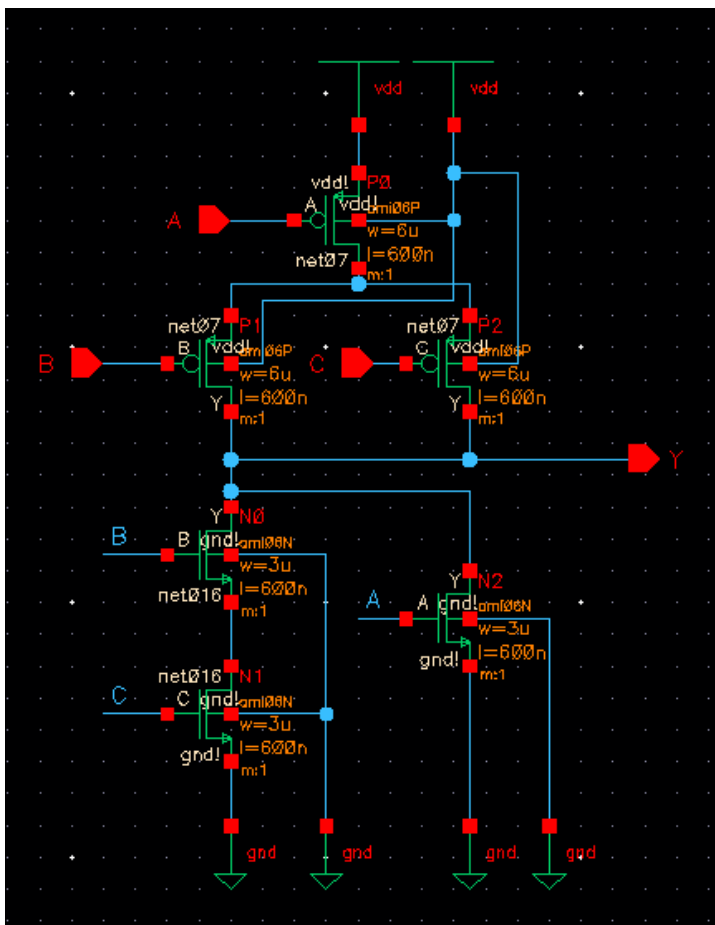 vdd vdd
vdd! P0
A A vdd! ami06P
w=6u
l=600n
net07 m:1
net07 P1 net07 P2
B B vdd! ami06P C C vdd! ami06P
w=6u w=6u
l=600n l=600n
Y m:1 Y m:1
Y
Y N0
B B gnd! ami06N
w=3u
l=600n
net016 m:1
Y N2
A A gnd! ami06N
w=3u
l=600n
gnd! m:1
net016 N1
C C gnd! ami06N
w=3u
l=600n
gnd! m:1
gnd gnd gnd gnd